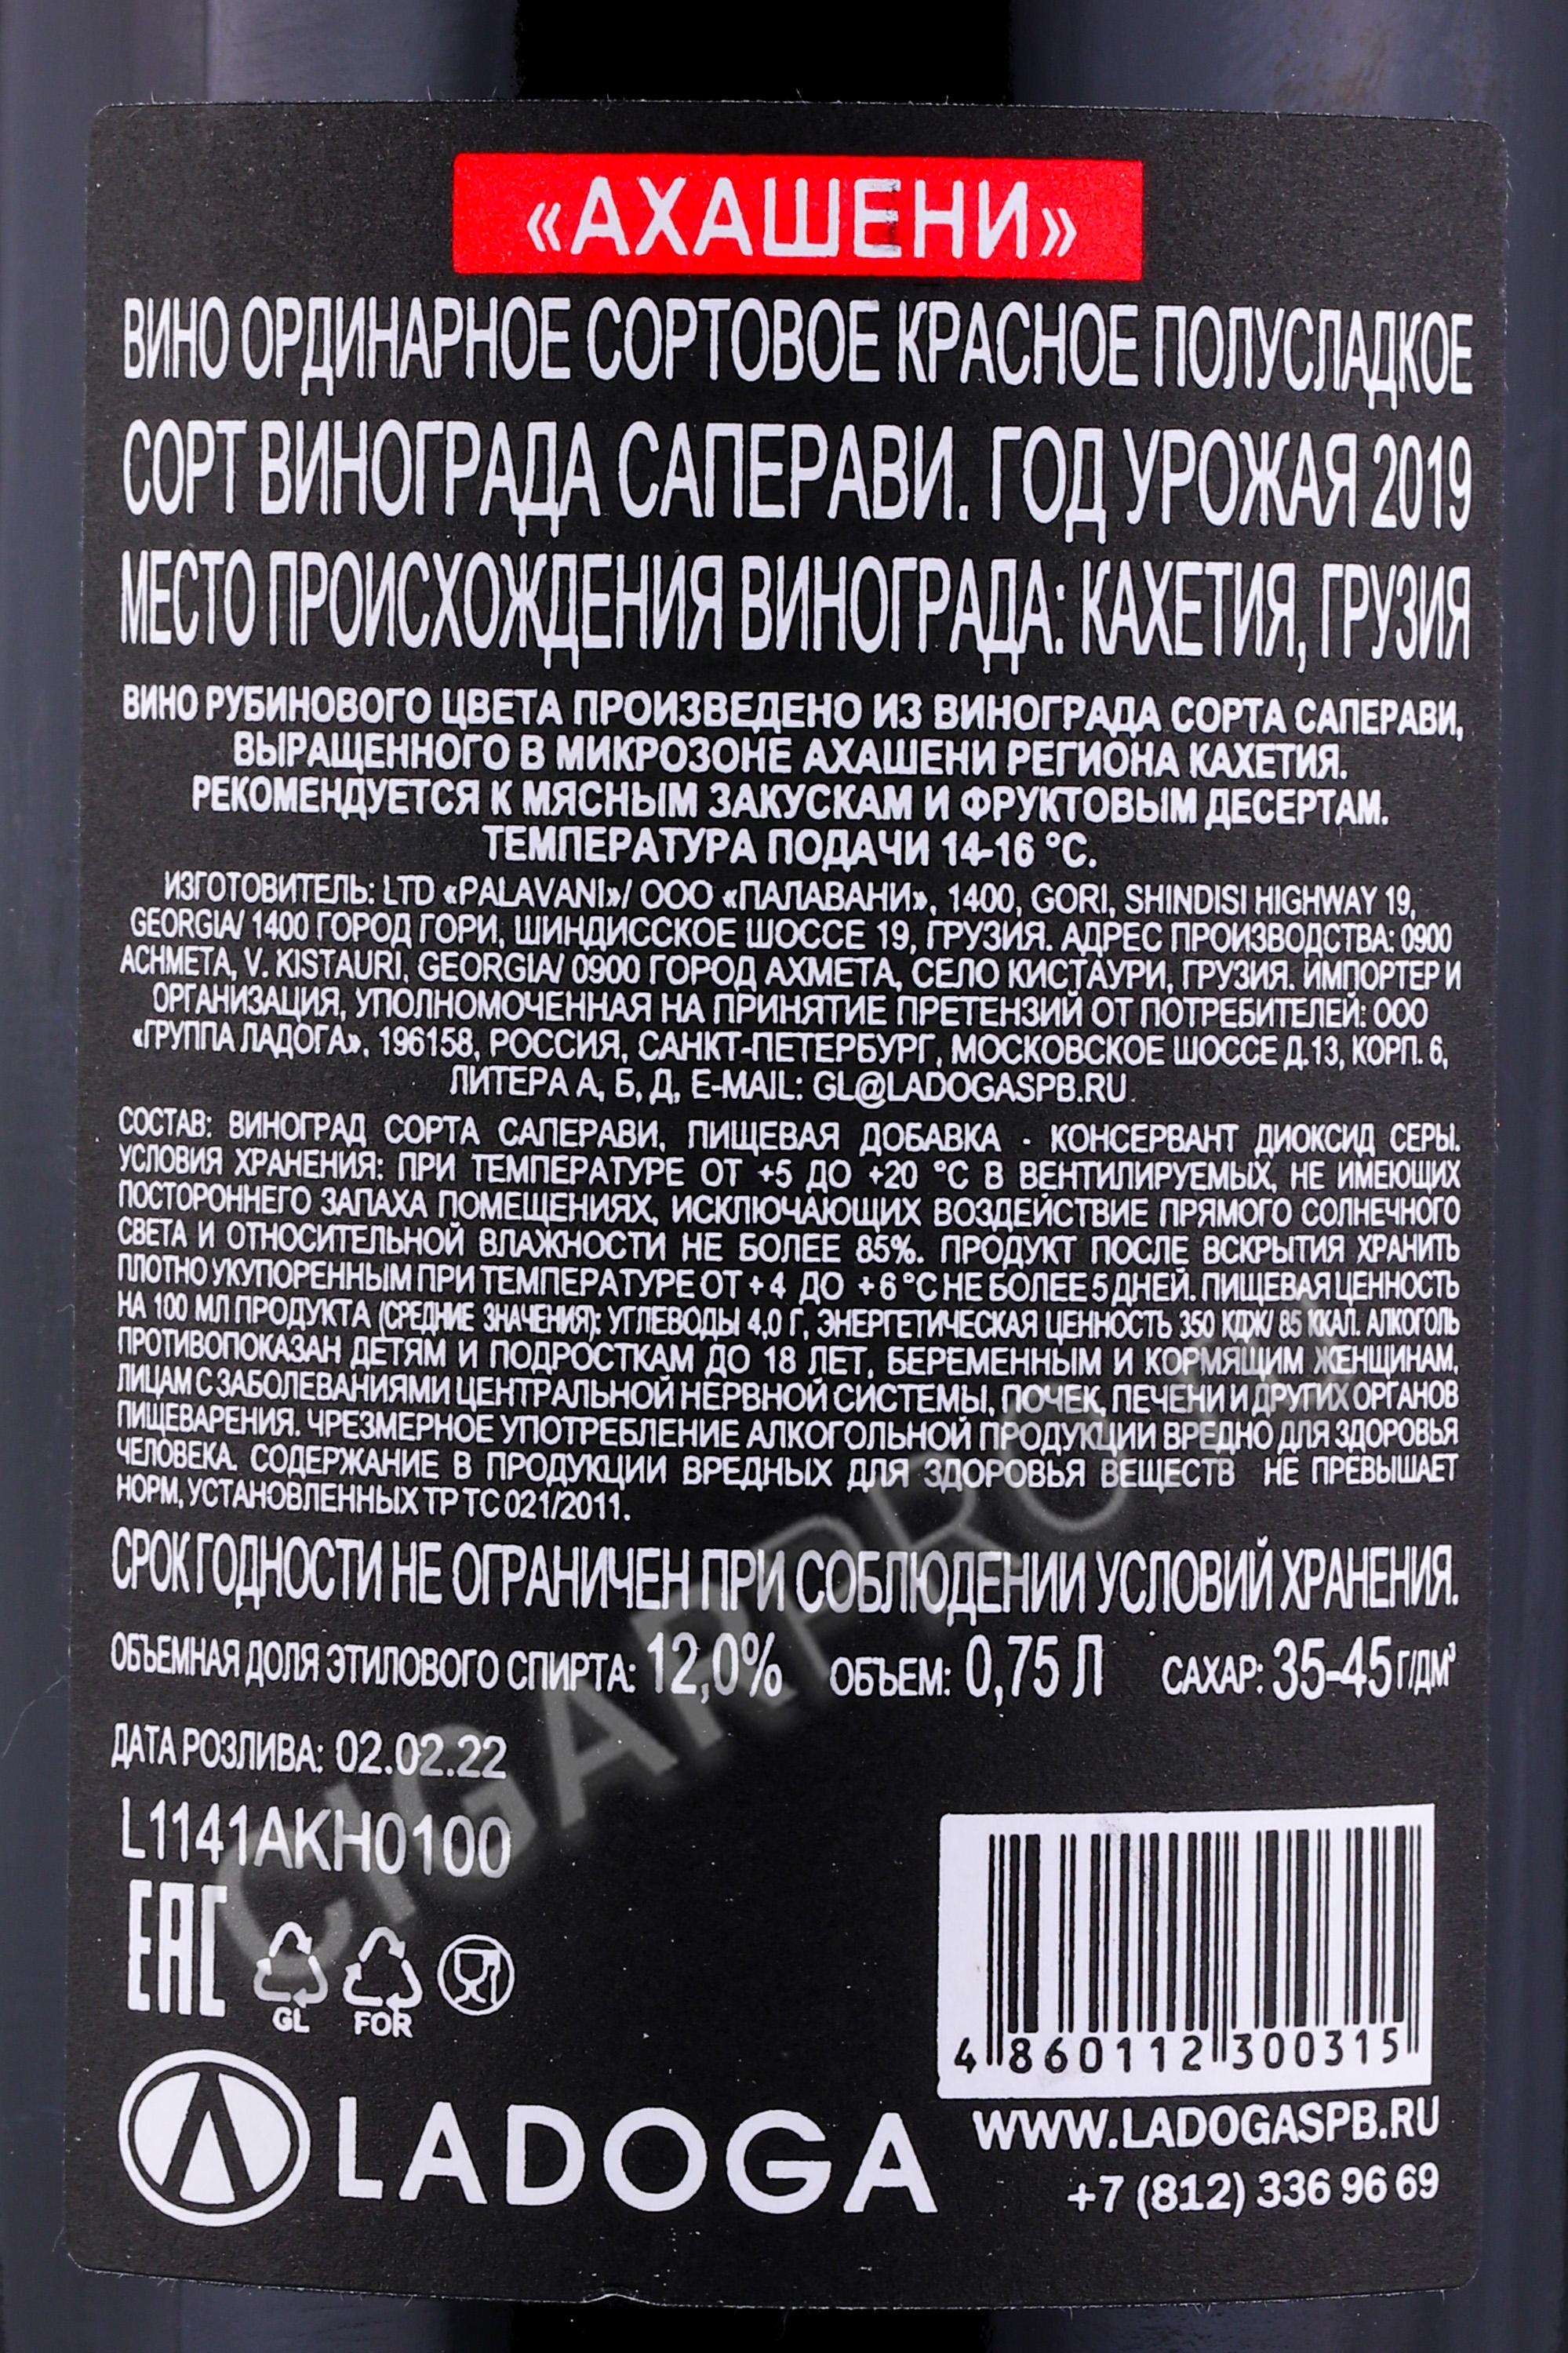 «АХАШЕНИ»
ВИНО ОРДИНАРНОЕ СОРТОВОЕ КРАСНОЕ ПОЛУСЛАДКОЕ
СОРТ ВИНОГРАДА САПЕРАВИ. ГОД УРОЖАЯ 2019
МЕСТО ПРОИСХОЖДЕНИЯ ВИНОГРАДА: КАХЕТИЯ, ГРУЗИЯ
ВИНО РУБИНОВОГО ЦВЕТА ПРОИЗВЕДЕНО ИЗ ВИНОГРАДА СОРТА САПЕРАВИ,
ВЫРАЩЕННОГО В МИКРОЗОНЕ АХАШЕНИ РЕГИОНА КАХЕТИЯ.
РЕКОМЕНДУЕТСЯ К МЯСНЫМ ЗАКУСКАМ И ФРУКТОВЫМ ДЕСЕРТАМ.
ТЕМПЕРАТУРА ПОДАЧИ 14-16 °С.
ИЗГОТОВИТЕЛЬ: LTD «PALAVANI»/ ООО «ПАЛАВАНИ», 1400, GORI, SHINDISI HIGHWAY 19,
GEORGIA/ 1400 ГОРОД ГОРИ, ШИНДИССКОЕ ШОССЕ 19, ГРУЗИЯ. АДРЕС ПРОИЗВОДСТВА: 0900
ACHMETA, V. KISTAURI, GEORGIA/ 0900 ГОРОД АХМЕТА, СЕЛО КИСТАУРИ, ГРУЗИЯ. ИМПОРТЕР И
ОРГАНИЗАЦИЯ, УПОЛНОМОЧЕННАЯ НА ПРИНЯТИЕ ПРЕТЕНЗИЙ ОТ ПОТРЕБИТЕЛЕЙ: ООО
«ГРУППА ЛАДОГА», 196158, РОССИЯ, САНКТ-ПЕТЕРБУРГ, МОСКОВСКОЕ ШОССЕ Д.13, КОРП. 6,
ЛИТЕРА А, Б, Д, E-MAIL: GL@LADOGASPB.RU.
СОСТАВ: ВИНОГРАД СОРТА САПЕРАВИ, ПИЩЕВАЯ ДОБАВКА - КОНСЕРВАНТ ДИОКСИД СЕРЫ.
УСЛОВИЯ ХРАНЕНИЯ: ПРИ ТЕМПЕРАТУРЕ ОТ +5 ДО +20 °С В ВЕНТИЛИРУЕМЫХ, НЕ ИМЕЮЩИХ
ПОСТОРОННЕГО ЗАПАХА ПОМЕЩЕНИЯХ, ИСКЛЮЧАЮЩИХ ВОЗДЕЙСТВИЕ ПРЯМОГО СОЛНЕЧНОГО
СВЕТА И ОТНОСИТЕЛЬНОЙ ВЛАЖНОСТИ НЕ БОЛЕЕ 85%. ПРОДУКТ ПОСЛЕ ВСКРЫТИЯ ХРАНИТЬ
ПЛОТНО УКУПОРЕННЫМ ПРИ ТЕМПЕРАТУРЕ ОТ +4 ДО +6 °С НЕ БОЛЕЕ 5 ДНЕЙ. ПИЩЕВАЯ ЦЕННОСТЬ
НА 100 МЛ ПРОДУКТА (СРЕДНИЕ ЗНАЧЕНИЯ): УГЛЕВОДЫ 4,0 Г, ЭНЕРГЕТИЧЕСКАЯ ЦЕННОСТЬ 350 КДЖ/ 85 ККАЛ. АЛКОГОЛЬ
ПРОТИВОПОКАЗАН ДЕТЯМ И ПОДРОСТКАМ ДО 18 ЛЕТ, БЕРЕМЕННЫМ И КОРМЯЩИМ ЖЕНЩИНАМ,
ЛИЦАМ С ЗАБОЛЕВАНИЯМИ ЦЕНТРАЛЬНОЙ НЕРВНОЙ СИСТЕМЫ, ПОЧЕК, ПЕЧЕНИ И ДРУГИХ ОРГАНОВ
ПИЩЕВАРЕНИЯ. ЧРЕЗМЕРНОЕ УПОТРЕБЛЕНИЕ АЛКОГОЛЬНОЙ ПРОДУКЦИИ ВРЕДНО ДЛЯ ЗДОРОВЬЯ
ЧЕЛОВЕКА. СОДЕРЖАНИЕ В ПРОДУКЦИИ ВРЕДНЫХ ДЛЯ ЗДОРОВЬЯ ВЕЩЕСТВ НЕ ПРЕВЫШАЕТ
НОРМ, УСТАНОВЛЕННЫХ ТР ТС 021/2011.
СРОК ГОДНОСТИ НЕ ОГРАНИЧЕН ПРИ СОБЛЮДЕНИИ УСЛОВИЙ ХРАНЕНИЯ.
ОБЪЕМНАЯ ДОЛЯ ЭТИЛОВОГО СПИРТА: 12,0% ОБЪЕМ: 0,75 Л САХАР: 35-45 Г/ДМ³
ДАТА РОЗЛИВА: 02.02.22
L1141AKH0100
EAC
GL FOR
4 860112 300315
LADOGA
WWW.LADOGASPB.RU
+7 (812) 336 96 69
CIGARPRO.RU